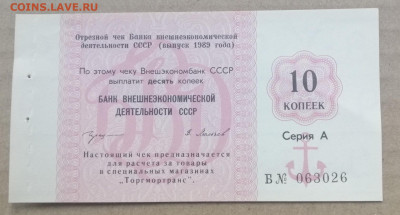 COINS.LAVE.RU
Отрезной чек Банка внешнеэкономической
деятельности СССР (выпуск 1989 года)
По этому чеку Внешэкономбанк СССР
выплатит десять копеек
БАНК ВНЕШНЕЭКОНОМИЧЕСКОЙ
ДЕЯТЕЛЬНОСТИ СССР
Настоящий чек предназначается
для расчета за товары
в специальных магазинах
„Торгмортранс".
10
КОПЕЕК
Серия А
В № 063026